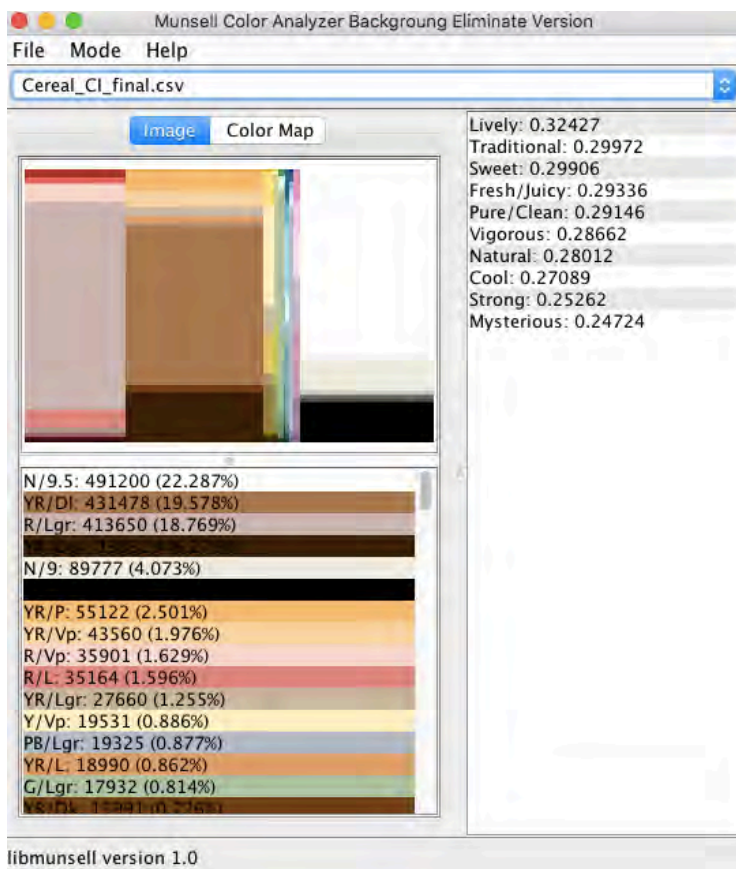 Munsell Color Analyzer Backgroung Eliminate Version
File Mode Help
Cereal_CI_final.csv
Image Color Map
N/9.5: 491200 (22.287%)
YR/Dl: 431478 (19.578%)
R/Lgr: 413650 (18.769%)
N/9: 89777 (4.073%)
YR/P: 55122 (2.501%)
YR/Vp: 43560 (1.976%)
R/Vp: 35901 (1.629%)
R/L: 35164 (1.596%)
YR/Lgr: 27660 (1.255%)
Y/Vp: 19531 (0.886%)
PB/Lgr: 19325 (0.877%)
YR/L: 18990 (0.862%)
G/Lgr: 17932 (0.814%)
YR/Dk: 15991 (0.726%)
Lively: 0.32427
Traditional: 0.29972
Sweet: 0.29906
Fresh/Juicy: 0.29336
Pure/Clean: 0.29146
Vigorous: 0.28662
Natural: 0.28012
Cool: 0.27089
Strong: 0.25262
Mysterious: 0.24724
libmunsell version 1.0